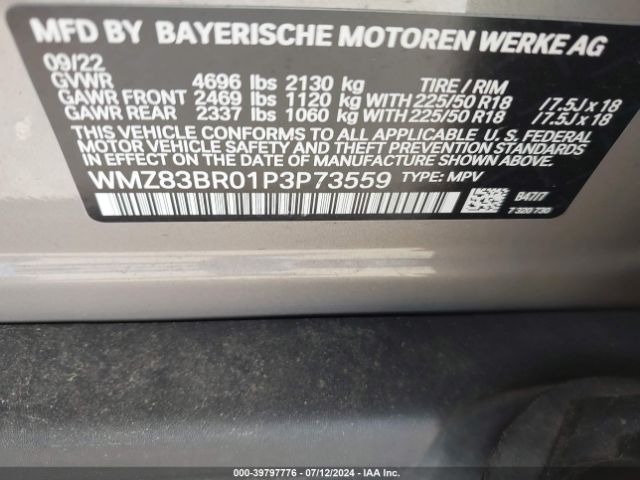 MFD BY BAYERISCHE MOTOREN WERKE AG
09/22
GVWR 4696 lbs 2130 kg TIRE / RIM
GAWR FRONT 2469 lbs 1120 kg WITH 225/50 R18 /7.5J x 18
GAWR REAR 2337 lbs 1060 kg WITH 225/50 R18 /7.5J x 18
THIS VEHICLE CONFORMS TO ALL APPLICABLE U. S. FEDERAL
MOTOR VEHICLE SAFETY AND THEFT PREVENTION STANDARDS
IN EFFECT ON THE DATE OF MANUFACTURE SHOWN ABOVE.
WMZ83BR01P3P73559 TYPE: MPV
B47/7
7 320 730
000-39797776 - 07/12/2024 - IAAI.com